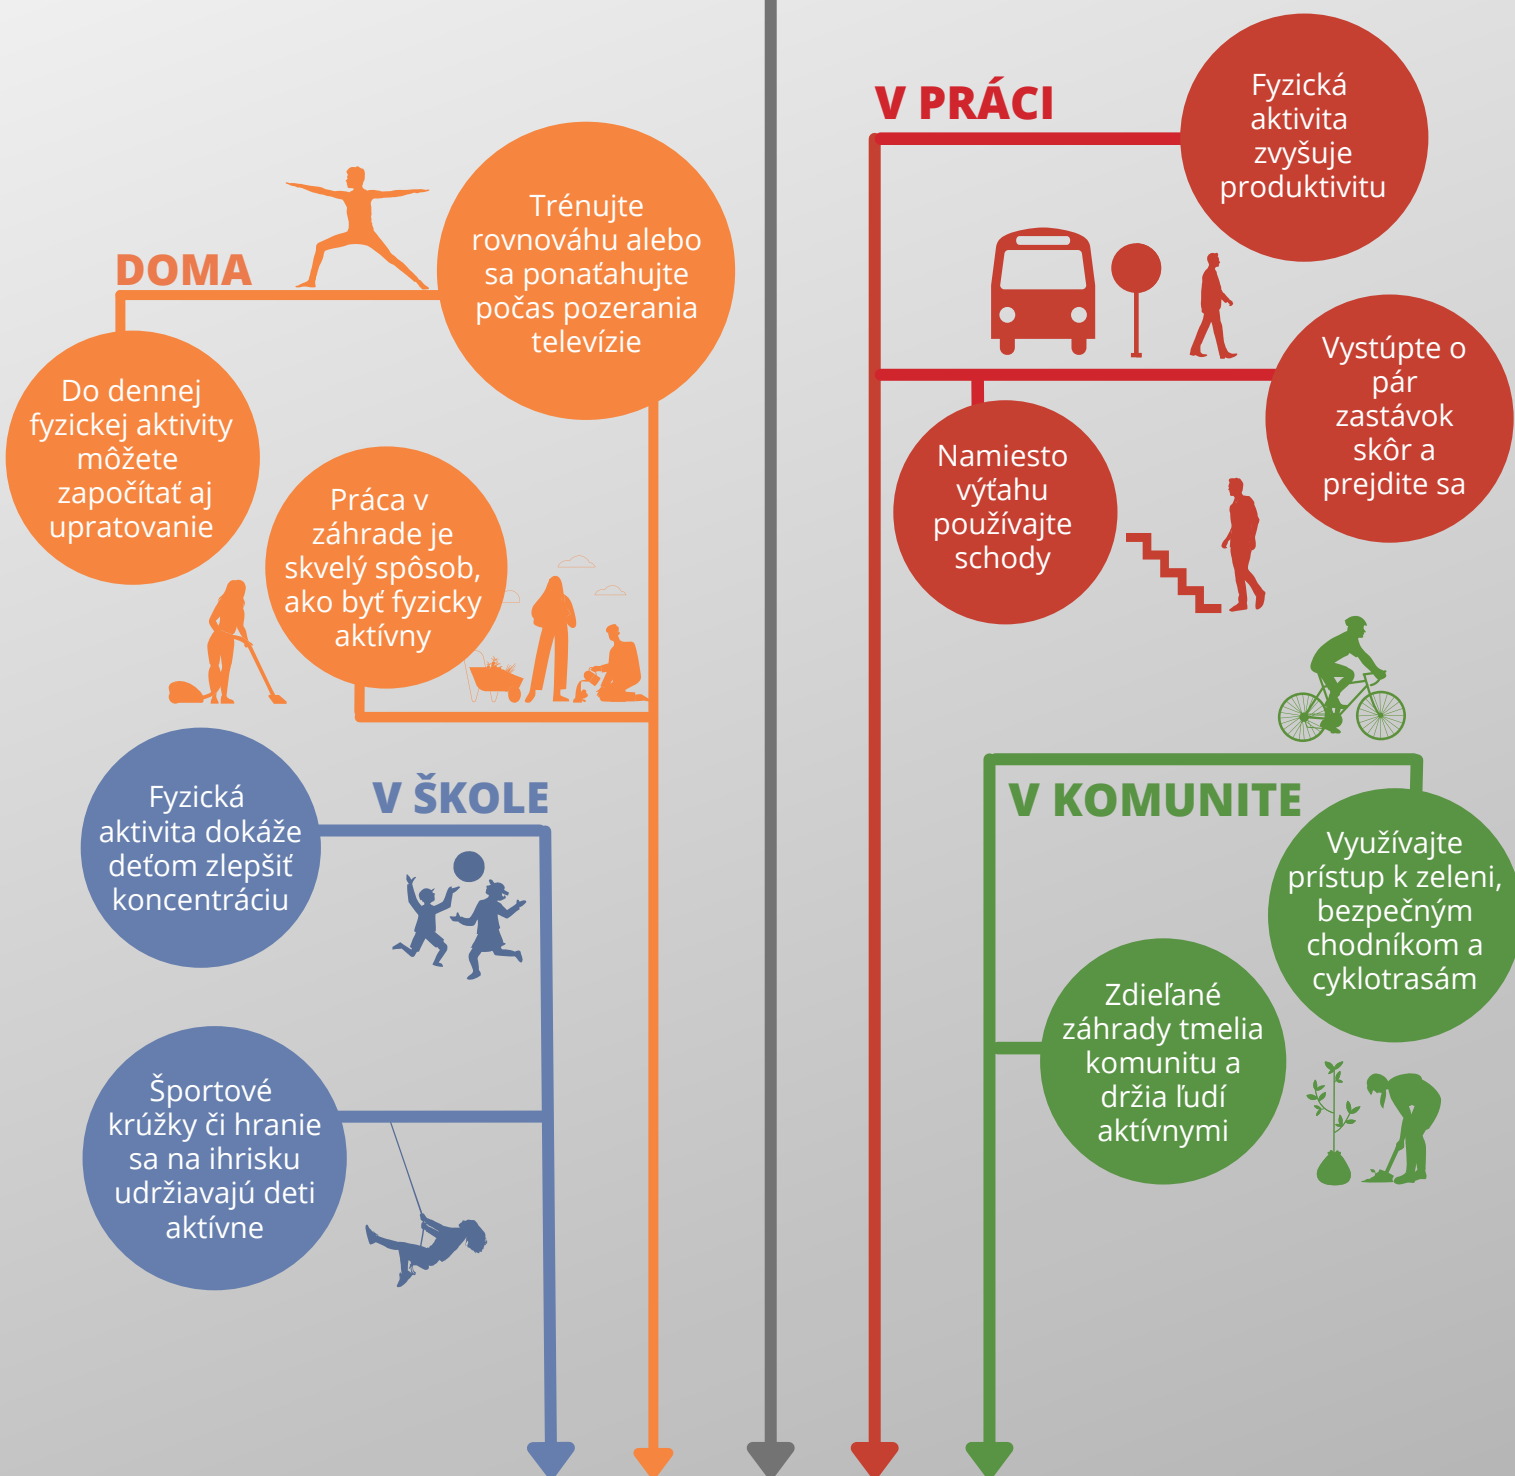 DOMA
Trénujte
rovnováhu alebo
sa ponaťahujte
počas pozerania
televízie
Do dennej
fyzickej aktivity
môžete
započítať aj
upratovanie
Práca v
záhrade je
skvelý spôsob,
ako byť fyzicky
aktívny
V ŠKOLE
Fyzická
aktivita dokáže
deťom zlepšiť
koncentráciu
Športové
krúžky či hranie
sa na ihrisku
udržiavajú deti
aktívne
V PRÁCI
Fyzická
aktivita
zvyšuje
produktivitu
Vystúpte o
pár
zastávok
skôr a
prejdite sa
Namiesto
výťahu
používajte
schody
V KOMUNITE
Využívajte
prístup k zeleni,
bezpečným
chodníkom a
cyklotrasám
Zdieľané
záhrady tmelia
komunitu a
držia ľudí
aktívnymi